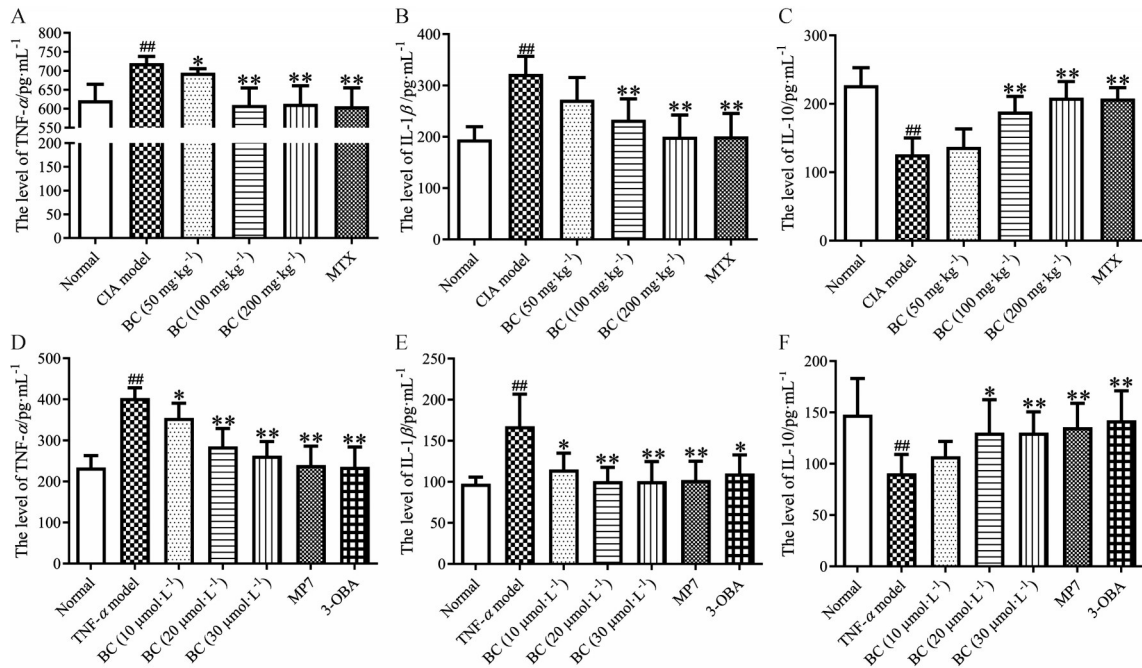 A
The level of TNF-α/pg·mL⁻¹
800
750
700
650
600
550
200
150
100
50
0
##
*
**
**
**
Normal
CIA model
BC (50 mg·kg⁻¹)
BC (100 mg·kg⁻¹)
BC (200 mg·kg⁻¹)
MTX
B
The level of IL-1β/pg·mL⁻¹
400
300
200
100
0
##
**
**
**
Normal
CIA model
BC (50 mg·kg⁻¹)
BC (100 mg·kg⁻¹)
BC (200 mg·kg⁻¹)
MTX
C
The level of IL-10/pg·mL⁻¹
300
200
100
0
##
**
**
**
Normal
CIA model
BC (50 mg·kg⁻¹)
BC (100 mg·kg⁻¹)
BC (200 mg·kg⁻¹)
MTX
D
The level of TNF-α/pg·mL⁻¹
500
400
300
200
100
0
##
*
**
**
**
**
Normal
TNF-α model
BC (10 μmol·L⁻¹)
BC (20 μmol·L⁻¹)
BC (30 μmol·L⁻¹)
MP7
3-OBA
E
The level of IL-1β/pg·mL⁻¹
250
200
150
100
50
0
##
*
**
**
**
*
Normal
TNF-α model
BC (10 μmol·L⁻¹)
BC (20 μmol·L⁻¹)
BC (30 μmol·L⁻¹)
MP7
3-OBA
F
The level of IL-10/pg·mL⁻¹
200
150
100
50
0
##
*
**
**
**
Normal
TNF-α model
BC (10 μmol·L⁻¹)
BC (20 μmol·L⁻¹)
BC (30 μmol·L⁻¹)
MP7
3-OBA